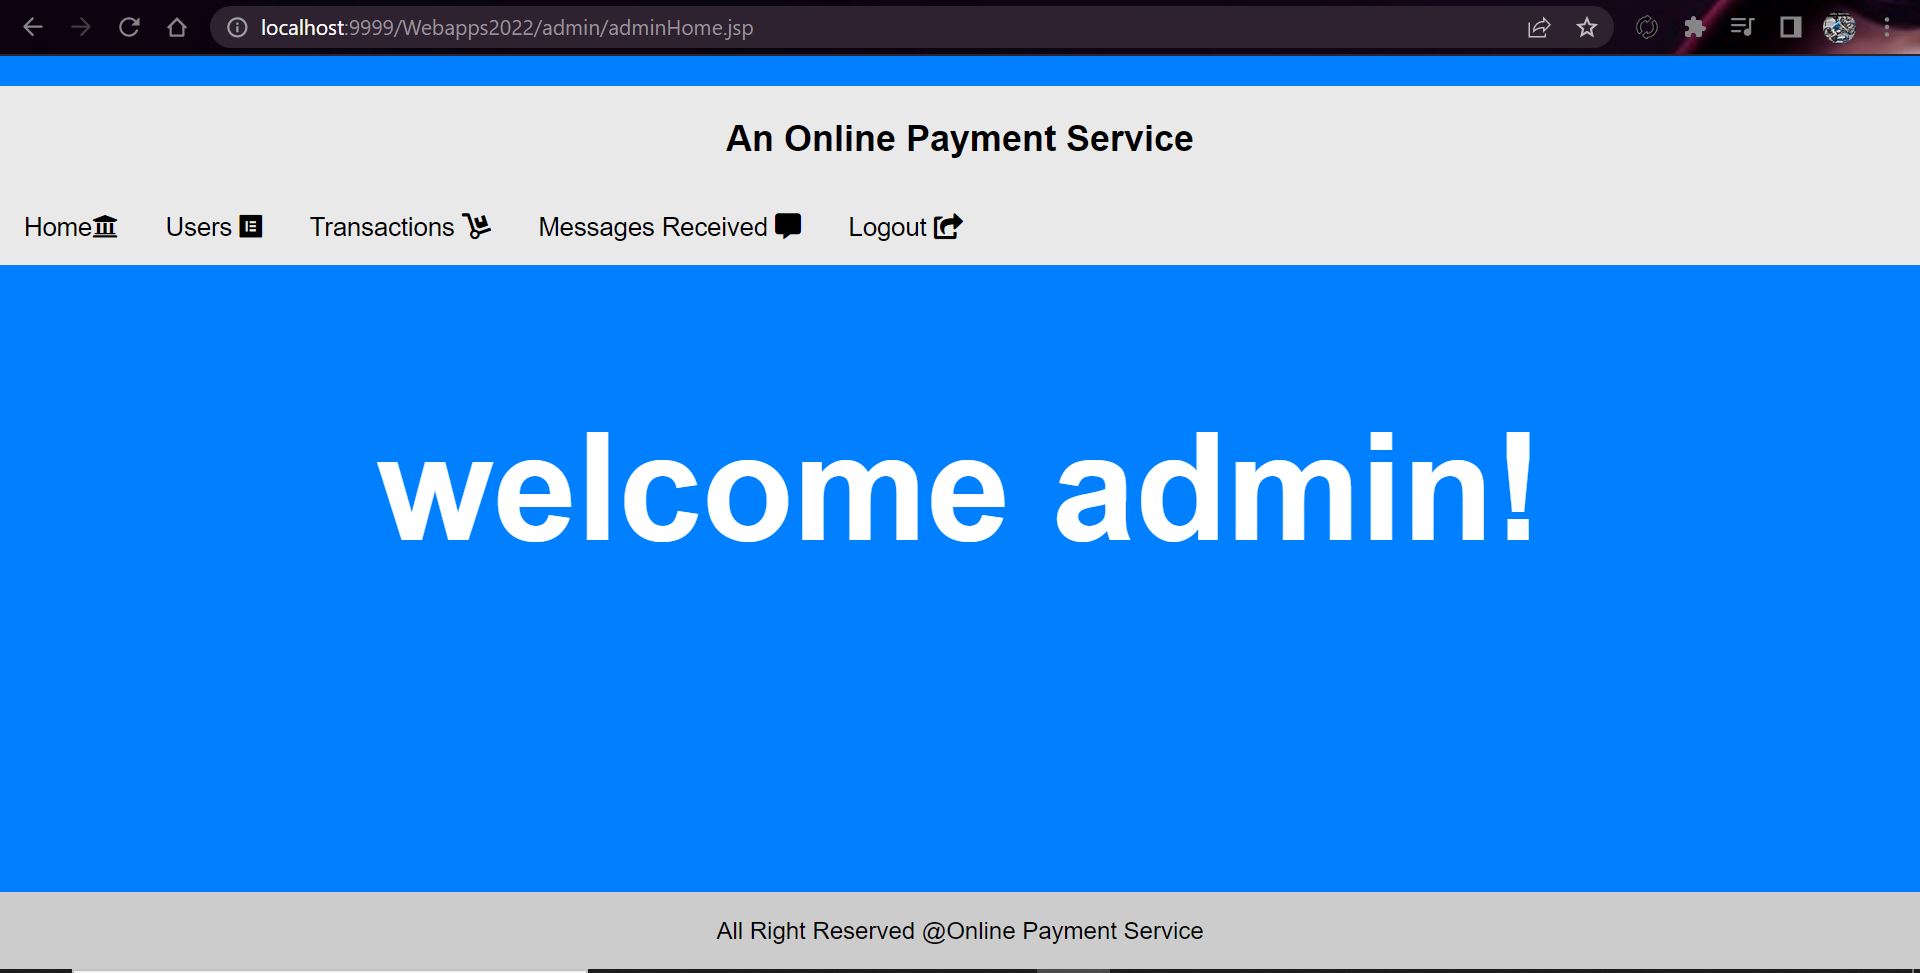 localhost:9999/Webapps2022/admin/adminHome.jsp
An Online Payment Service
Home Users Transactions Messages Received Logout
welcome admin!
All Right Reserved @Online Payment Service